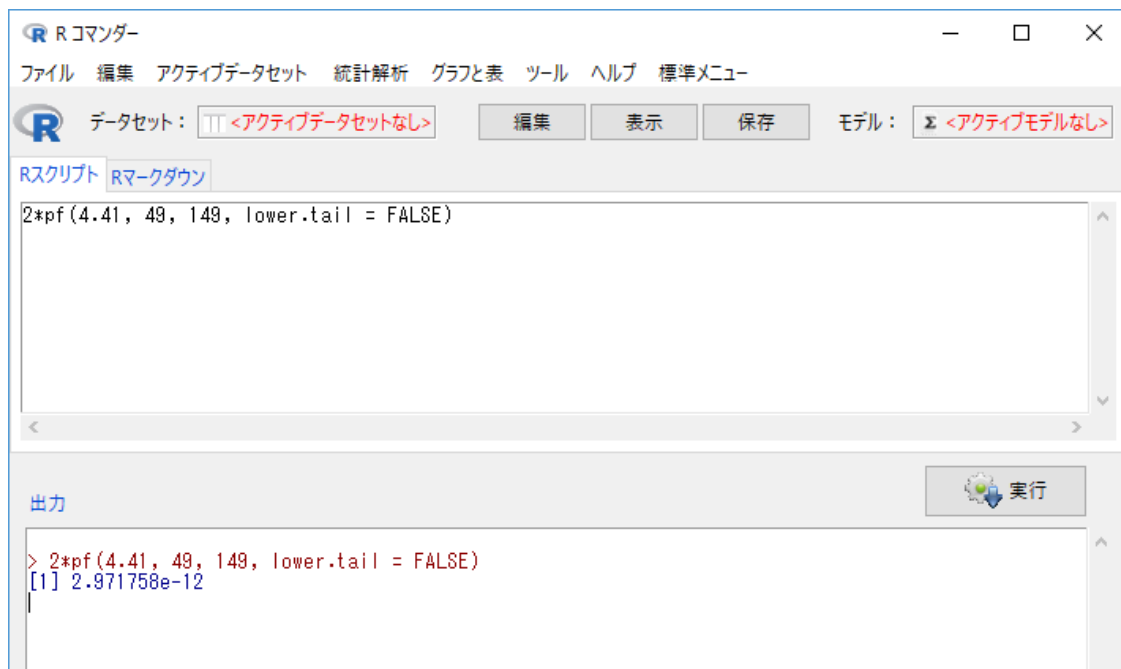 R R コマンダー
ファイル 編集 アクティブデータセット 統計解析 グラフと表 ツール ヘルプ 標準メニュー
R データセット： <アクティブデータセットなし> 編集 表示 保存 モデル： Σ <アクティブモデルなし>
Rスクリプト Rマークダウン
2*pf(4.41, 49, 149, lower.tail = FALSE)
実行
出力
> 2*pf(4.41, 49, 149, lower.tail = FALSE)
[1] 2.971758e-12